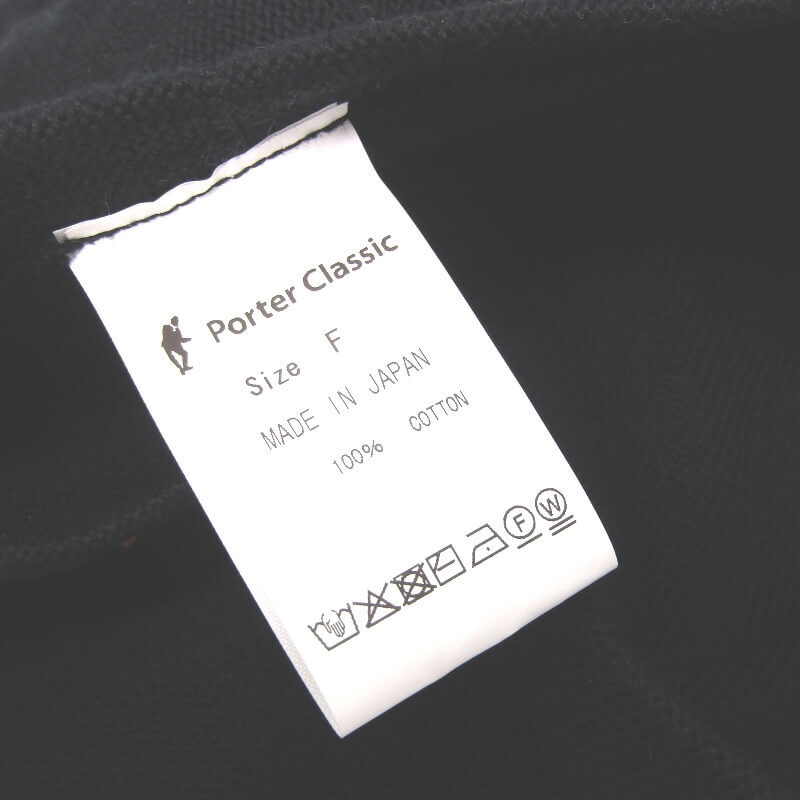 Porter Classic
Size F
MADE IN JAPAN
100% COTTON
F W